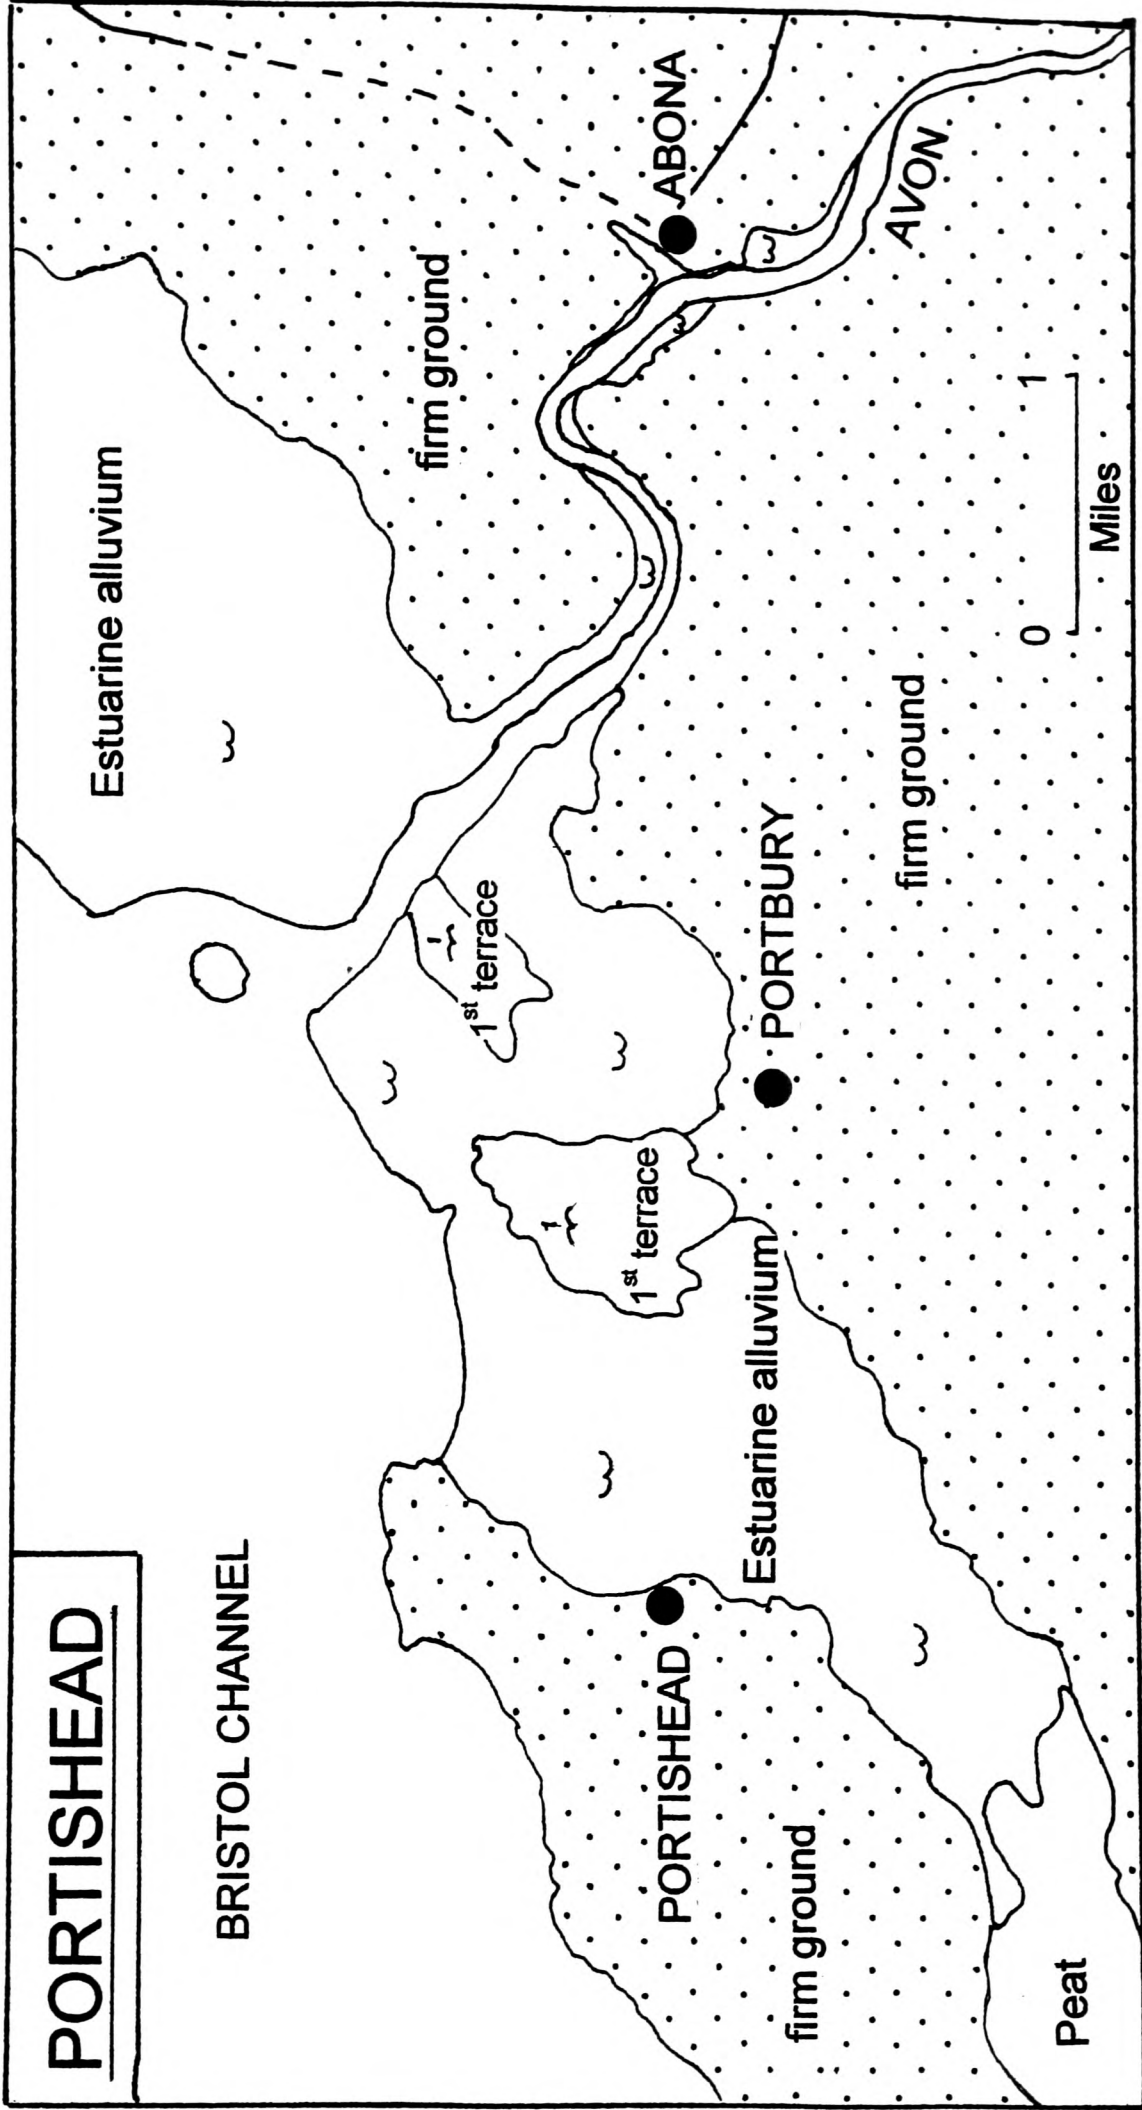 PORTISHEAD
BRISTOL CHANNEL
Estuarine alluvium
firm ground
ABONA
1st terrace
1st terrace
PORTISHEAD
PORTBURY
AVON
Estuarine alluvium
firm ground
firm ground
Peat
0 1
Miles